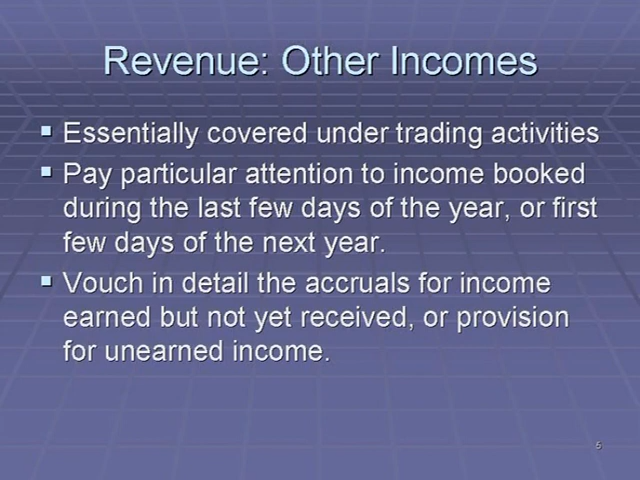 Revenue: Other Incomes
▪ Essentially covered under trading activities
▪ Pay particular attention to income booked
during the last few days of the year, or first
few days of the next year.
▪ Vouch in detail the accruals for income
earned but not yet received, or provision
for unearned income.